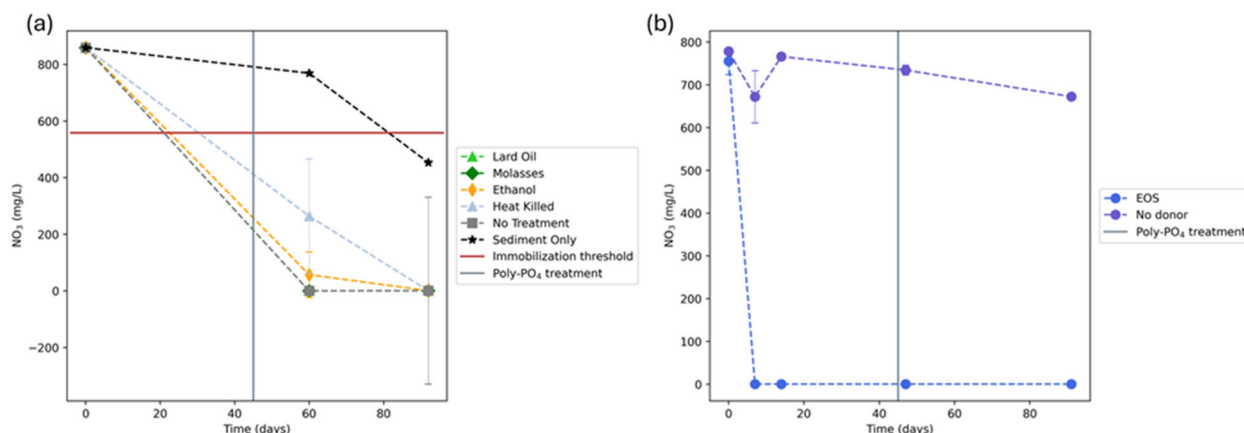 (a)
800
600
400
200
0
−200
NO₃ (mg/L)
0 20 40 60 80
Time (days)
Lard Oil
Molasses
Ethanol
Heat Killed
No Treatment
Sediment Only
Immobilization threshold
Poly-PO₄ treatment
(b)
800
700
600
500
400
300
200
100
0
NO₃ (mg/L)
0 20 40 60 80
Time (days)
EOS
No donor
Poly-PO₄ treatment